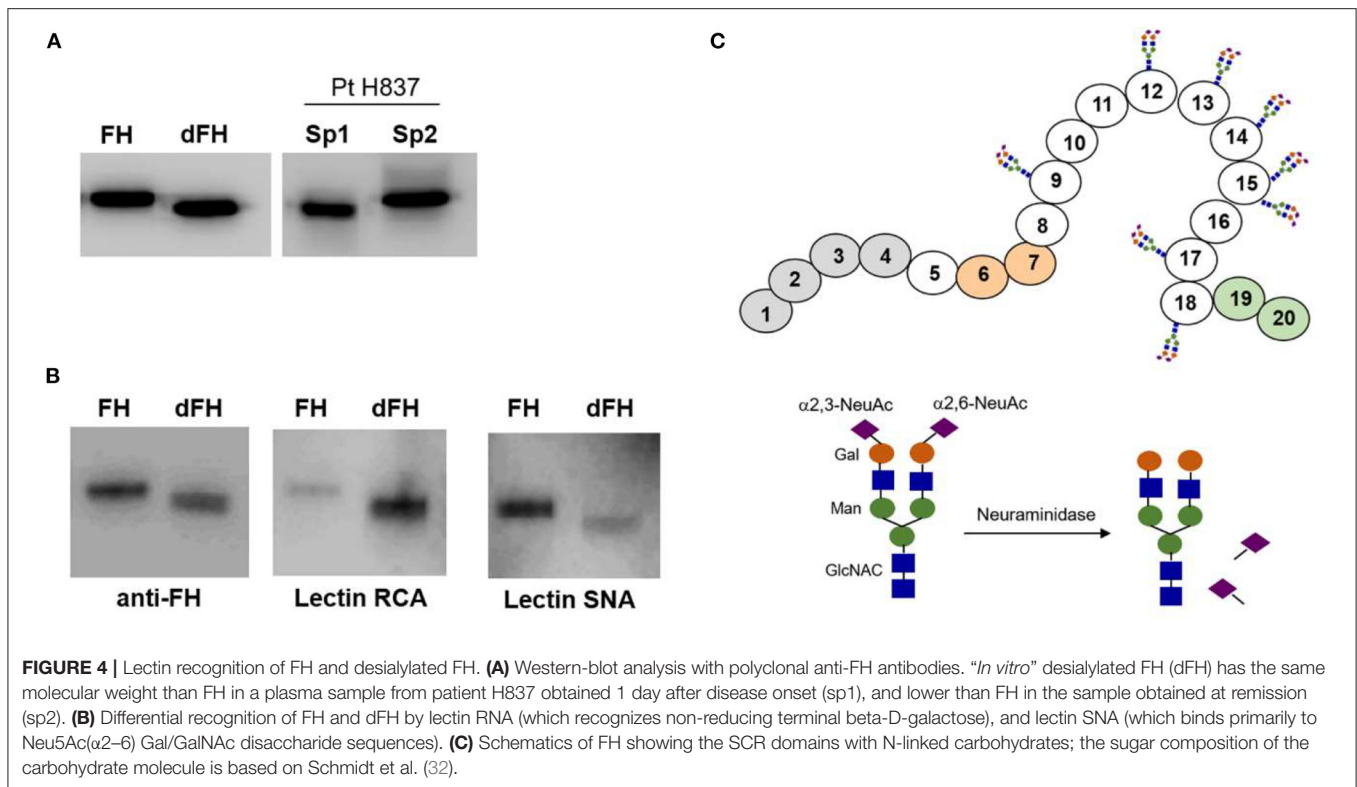 A
Pt H837
FH dFH Sp1 Sp2
B
FH dFH FH dFH FH dFH
anti-FH Lectin RCA Lectin SNA
C
1 2 3 4 5 6 7 8 9 10 11 12 13 14 15 16 17 18 19 20
α2,3-NeuAc α2,6-NeuAc
Gal
Man
GlcNAC
Neuraminidase
FIGURE 4 | Lectin recognition of FH and desialylated FH. (A) Western-blot analysis with polyclonal anti-FH antibodies. “In vitro” desialylated FH (dFH) has the same
molecular weight than FH in a plasma sample from patient H837 obtained 1 day after disease onset (sp1), and lower than FH in the sample obtained at remission
(sp2). (B) Differential recognition of FH and dFH by lectin RNA (which recognizes non-reducing terminal beta-D-galactose), and lectin SNA (which binds primarily to
Neu5Ac(α2–6) Gal/GalNAc disaccharide sequences). (C) Schematics of FH showing the SCR domains with N-linked carbohydrates; the sugar composition of the
carbohydrate molecule is based on Schmidt et al. (32).